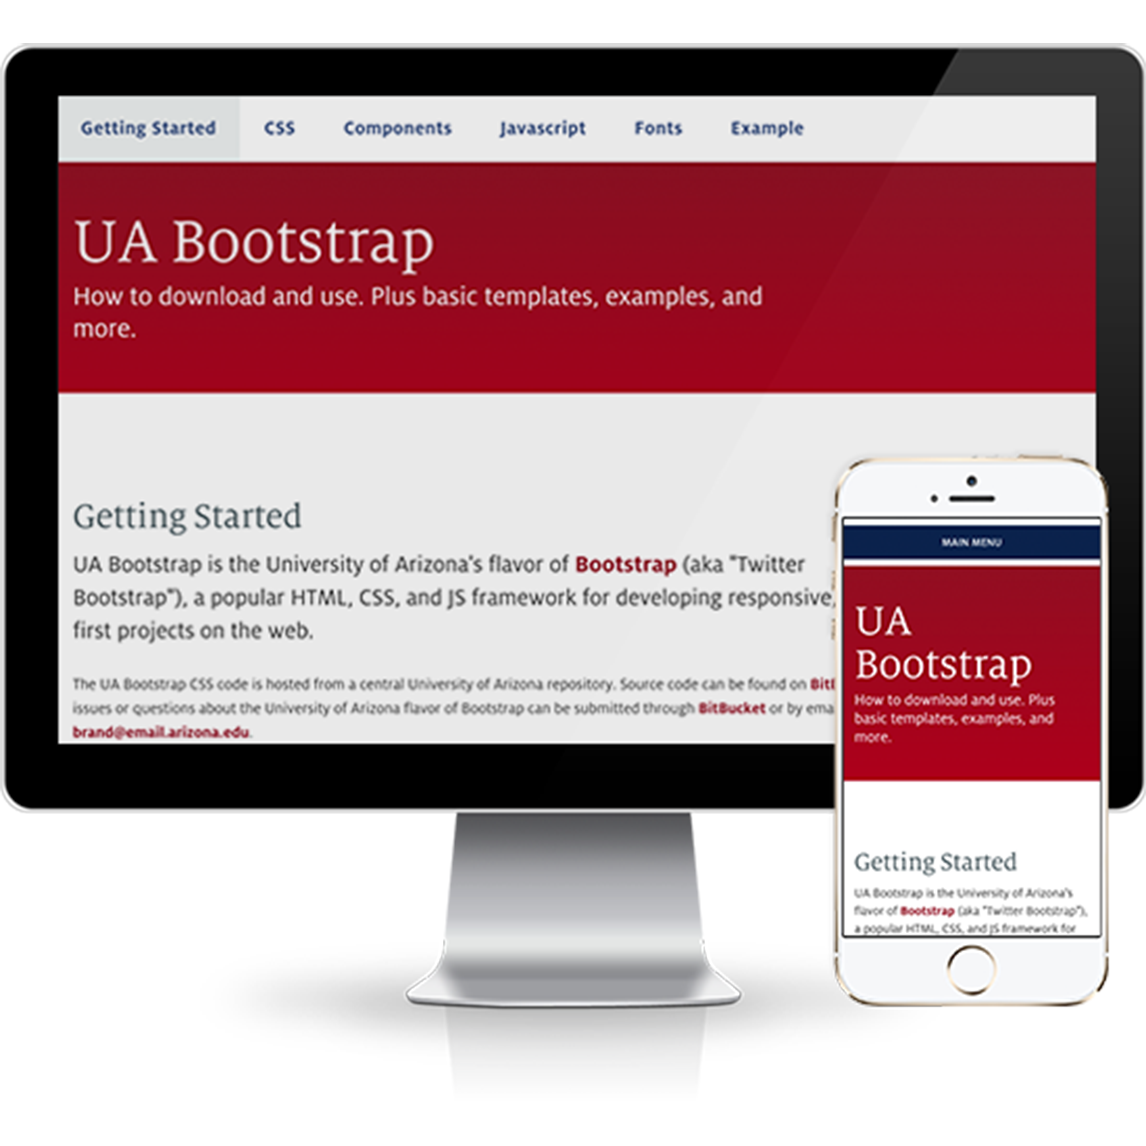 Getting Started CSS Components Javascript Fonts Example
UA Bootstrap
How to download and use. Plus basic templates, examples, and
more.
Getting Started
UA Bootstrap is the University of Arizona's flavor of Bootstrap (aka "Twitter
Bootstrap"), a popular HTML, CSS, and JS framework for developing responsive,
first projects on the web.
The UA Bootstrap CSS code is hosted from a central University of Arizona repository. Source code can be found on
issues or questions about the University of Arizona flavor of Bootstrap can be submitted through BitBucket or by
brand@email.arizona.edu.
MAIN MENU
UA
Bootstrap
How to download and use. Plus
basic templates, examples, and
more.
Getting Started
UA Bootstrap is the University of Arizona's
flavor of Bootstrap (aka "Twitter Bootstrap"),
a popular HTML, CSS, and JS framework for